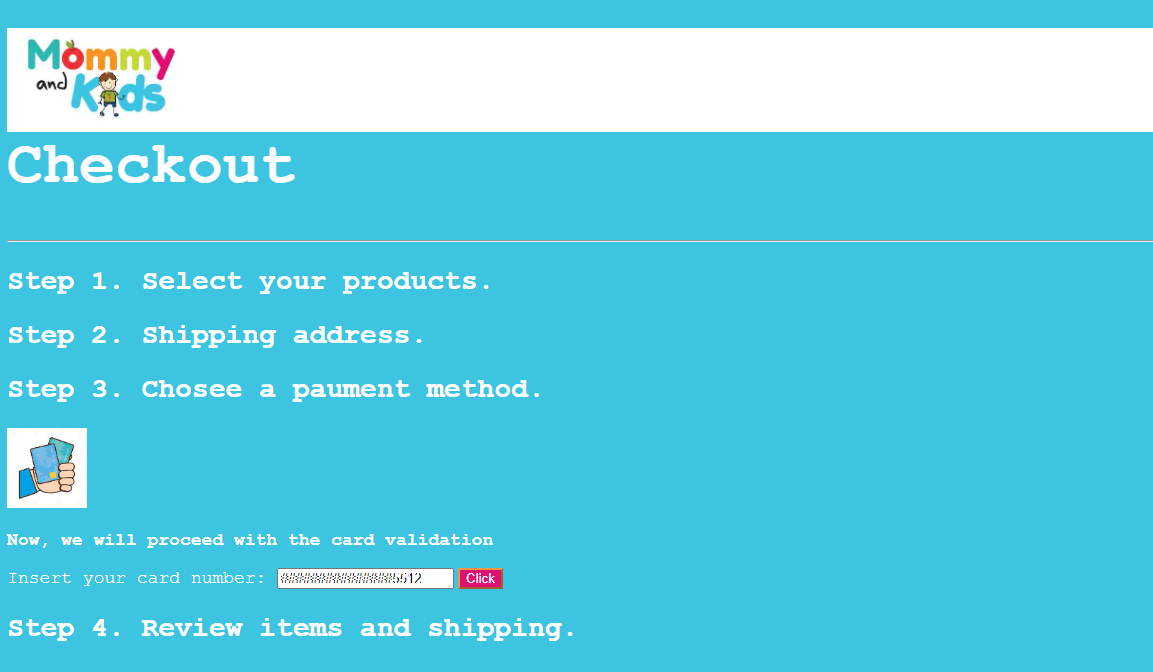 Mommy
and Kids
Checkout
Step 1. Select your products.
Step 2. Shipping address.
Step 3. Chosee a paument method.
Now, we will proceed with the card validation
Insert your card number: ############5512 Click
Step 4. Review items and shipping.